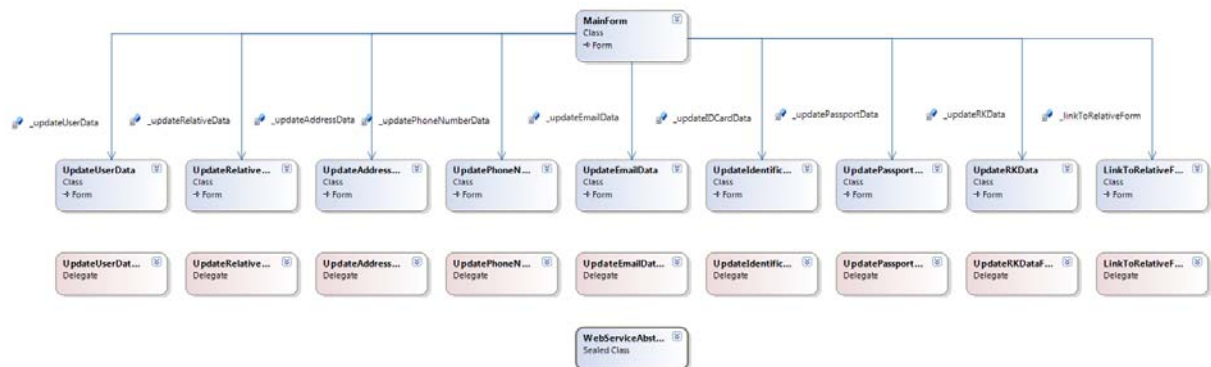 MainForm
Class
Form
_updateUserData
_updateRelativeData
_updateAddressData
_updatePhoneNumberData
_updateEmailData
_updateIDCardData
_updatePassportData
_updateRKData
_linkToRelativeForm
UpdateUserData
Class
Form
UpdateRelative...
Class
Form
UpdateAddress...
Class
Form
UpdatePhoneN...
Class
Form
UpdateEmailData
Class
Form
UpdateIdentific...
Class
Form
UpdatePassport...
Class
Form
UpdateRKData
Class
Form
LinkToRelativeF...
Class
Form
UpdateUserDat...
Delegate
UpdateRelative...
Delegate
UpdateAddress...
Delegate
UpdatePhoneN...
Delegate
UpdateEmailDat...
Delegate
UpdateIdentific...
Delegate
UpdatePassport...
Delegate
UpdateRKDataF...
Delegate
LinkToRelativeF...
Delegate
WebServiceAbst...
Sealed Class